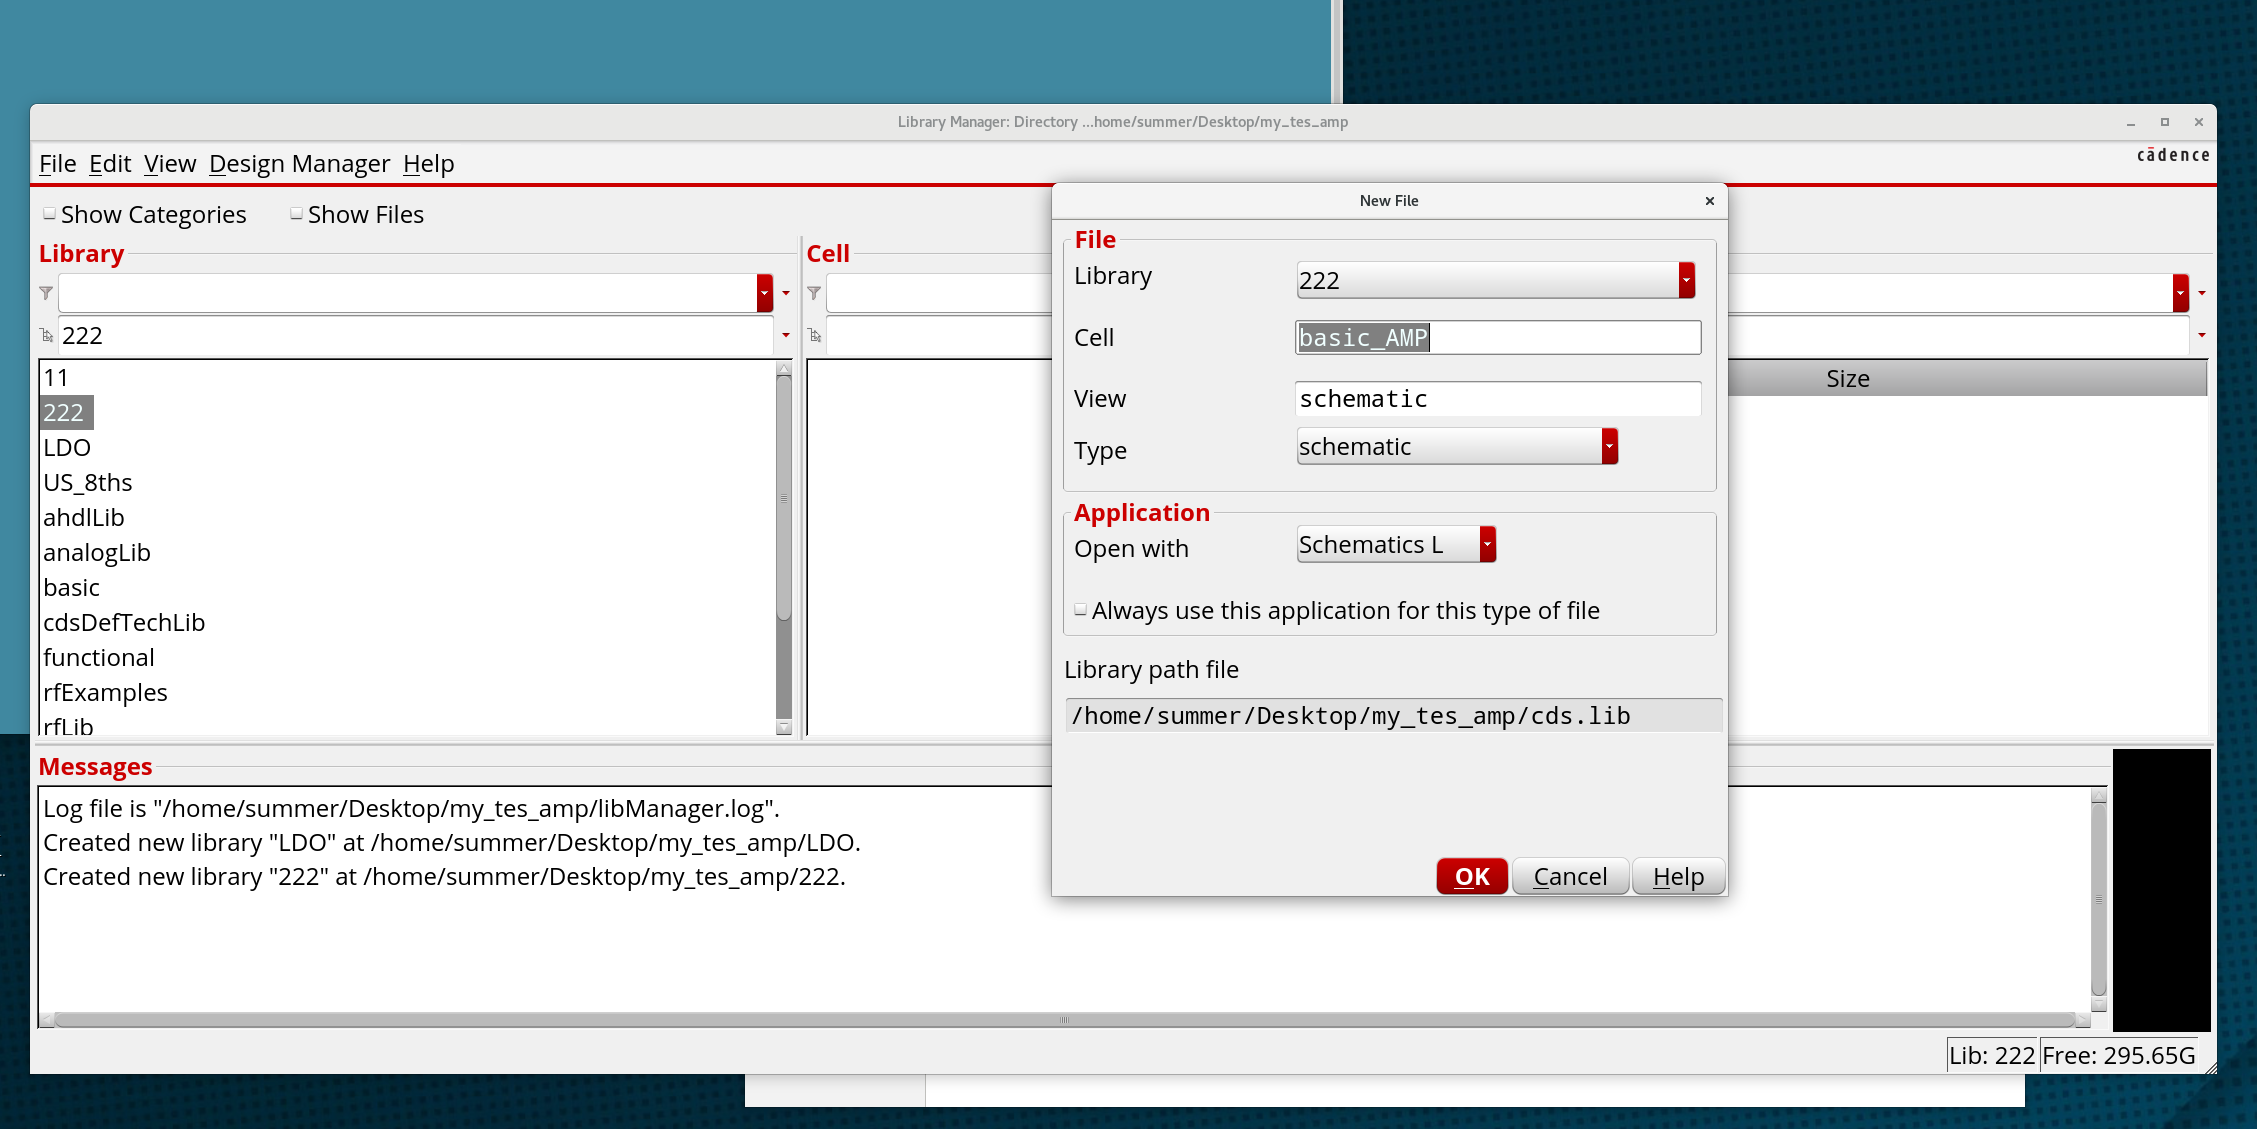 Library Manager: Directory ...home/summer/Desktop/my_tes_amp
File Edit View Design Manager Help
cādence
Show Categories Show Files
Library
Cell
222
11
222
LDO
US_8ths
ahdlLib
analogLib
basic
cdsDefTechLib
functional
rfExamples
rfLib
Size
New File
File
Library 222
Cell basic_AMP
View schematic
Type schematic
Application
Open with Schematics L
Always use this application for this type of file
Library path file
/home/summer/Desktop/my_tes_amp/cds.lib
OK Cancel Help
Messages
Log file is "/home/summer/Desktop/my_tes_amp/libManager.log".
Created new library "LDO" at /home/summer/Desktop/my_tes_amp/LDO.
Created new library "222" at /home/summer/Desktop/my_tes_amp/222.
Lib: 222 Free: 295.65G